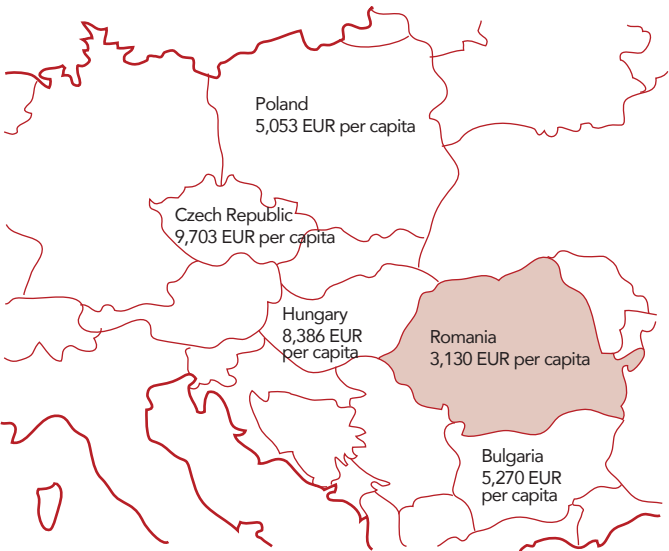 Poland
5,053 EUR per capita
Czech Republic
9,703 EUR per capita
Hungary
8,386 EUR
per capita
Romania
3,130 EUR per capita
Bulgaria
5,270 EUR
per capita